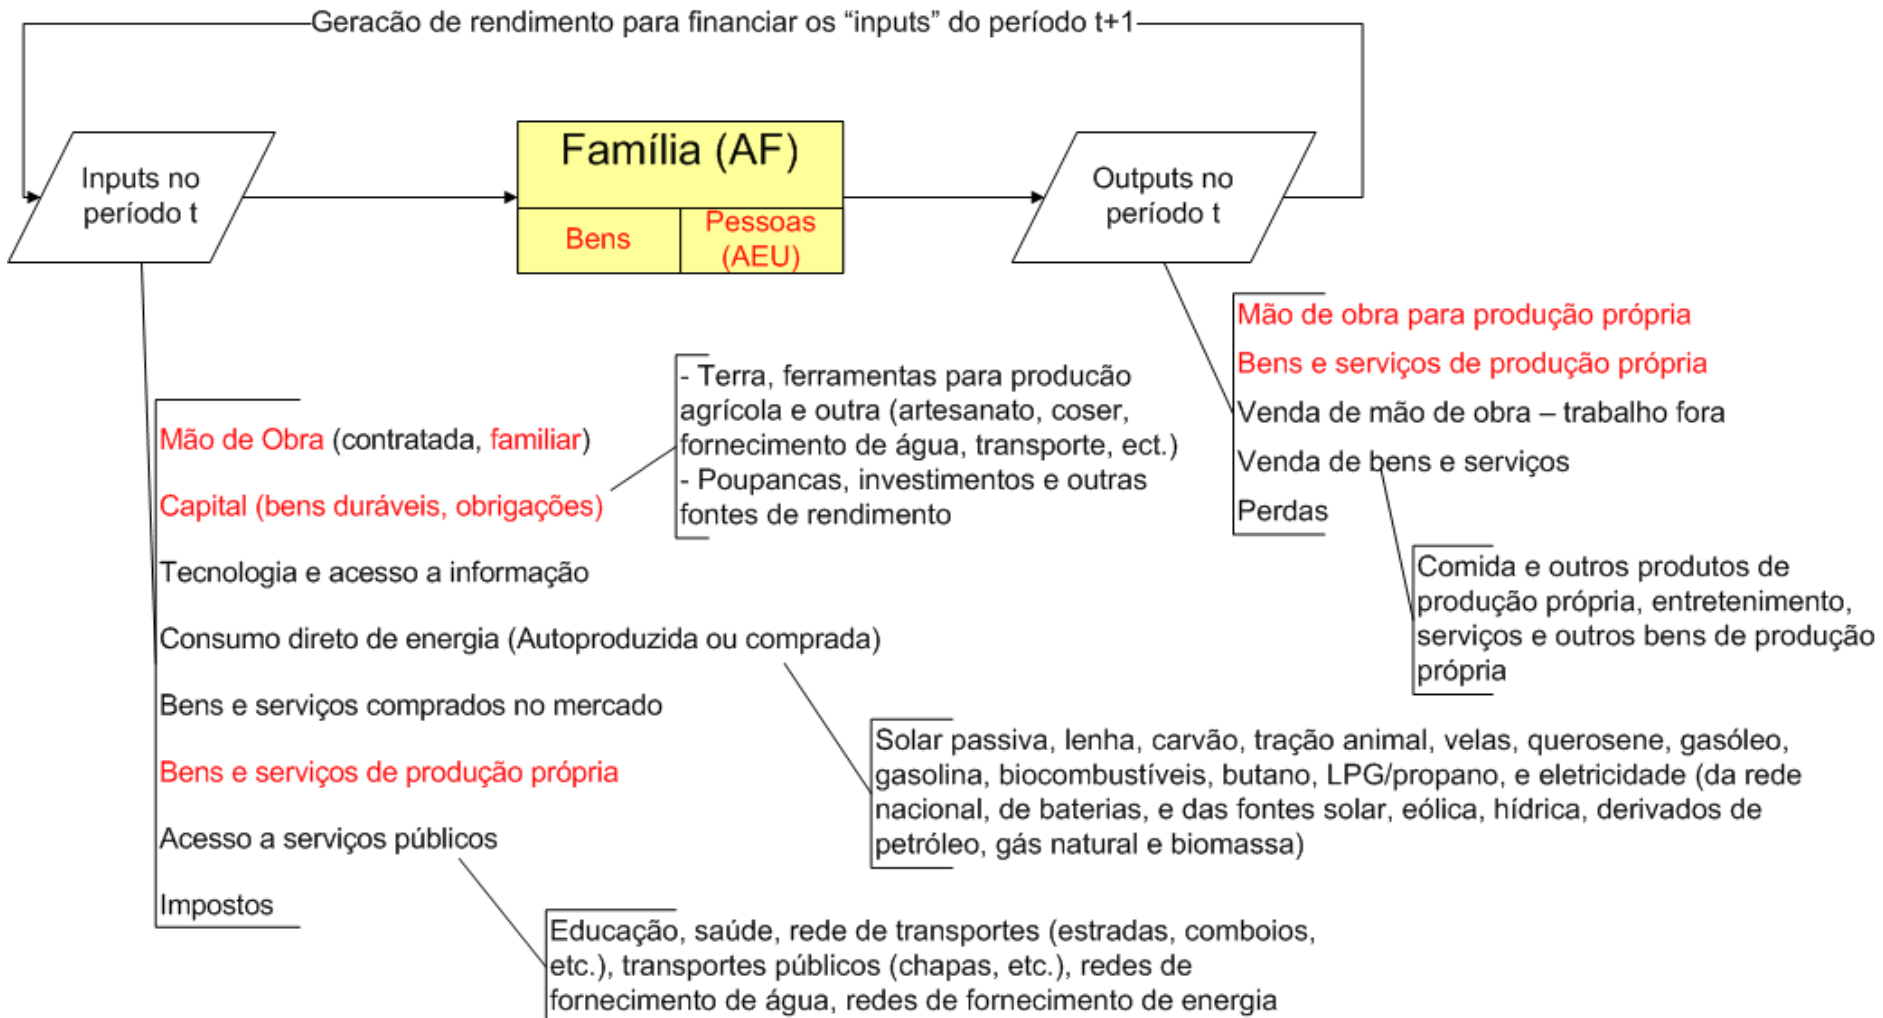 Geracão de rendimento para financiar os “inputs” do período t+1
Inputs no
período t
Família (AF)
Bens
Pessoas
(AEU)
Outputs no
período t
Mão de Obra (contratada, familiar)
Capital (bens duráveis, obrigações)
Tecnologia e acesso a informação
Consumo direto de energia (Autoproduzida ou comprada)
Bens e serviços comprados no mercado
Bens e serviços de produção própria
Acesso a serviços públicos
Impostos
- Terra, ferramentas para producão
agrícola e outra (artesanato, coser,
fornecimento de água, transporte, ect.)
- Poupancas, investimentos e outras
fontes de rendimento
Mão de obra para produção própria
Bens e serviços de produção própria
Venda de mão de obra – trabalho fora
Venda de bens e serviços
Perdas
Comida e outros produtos de
produção própria, entretenimento,
serviços e outros bens de produção
própria
Solar passiva, lenha, carvão, tração animal, velas, querosene, gasóleo,
gasolina, biocombustíveis, butano, LPG/propano, e eletricidade (da rede
nacional, de baterias, e das fontes solar, eólica, hídrica, derivados de
petróleo, gás natural e biomassa)
Educação, saúde, rede de transportes (estradas, comboios,
etc.), transportes públicos (chapas, etc.), redes de
fornecimento de água, redes de fornecimento de energia